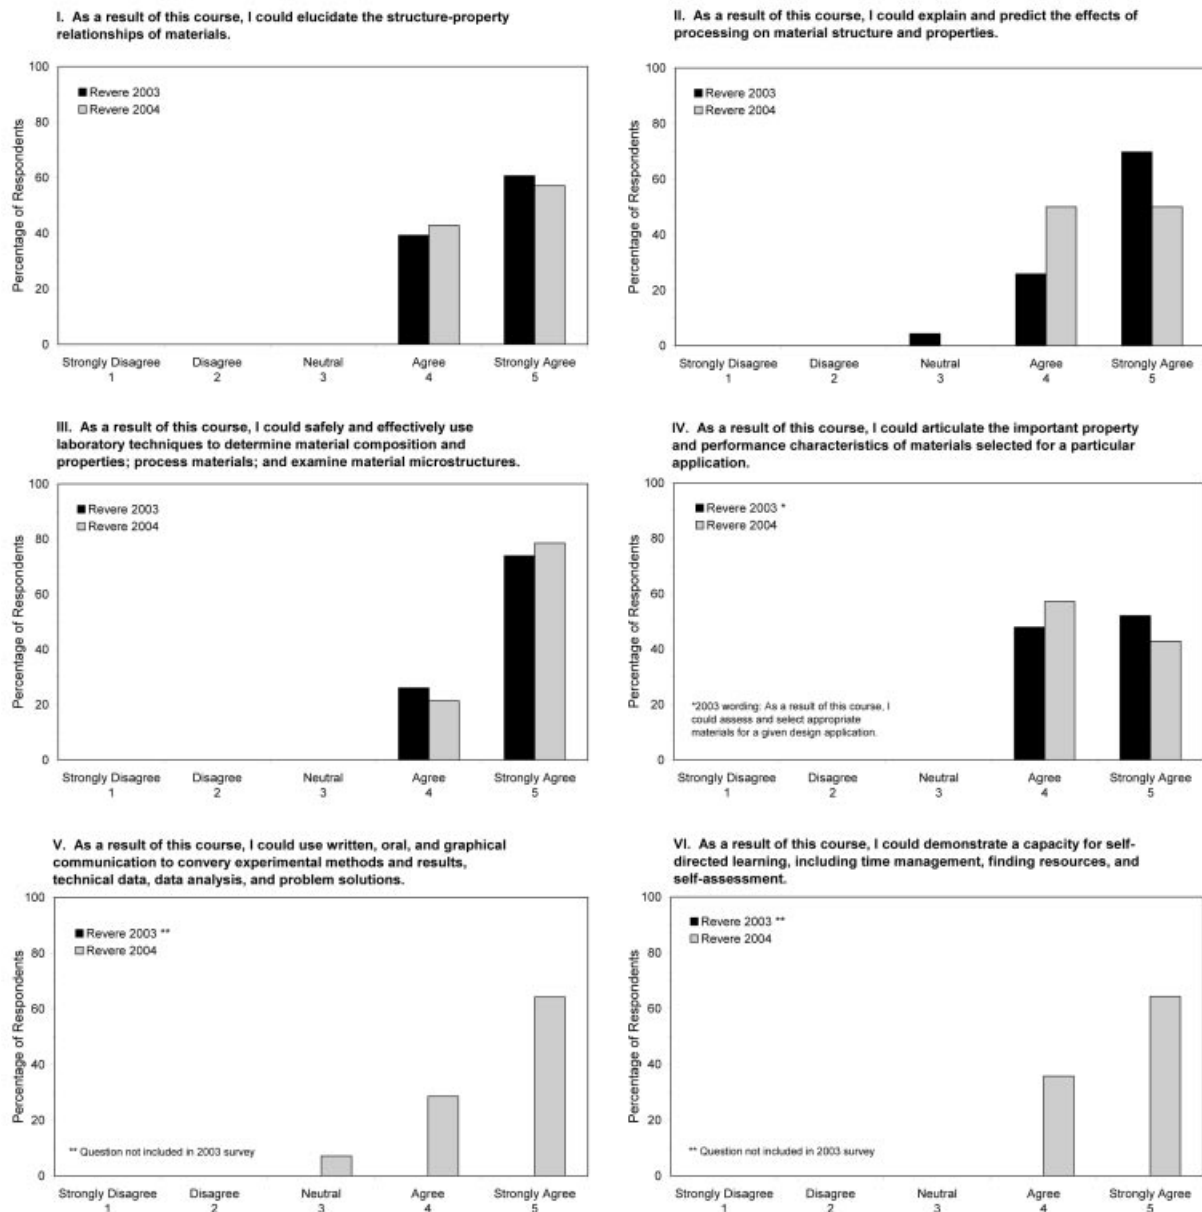 I. As a result of this course, I could elucidate the structure-property
relationships of materials.
100
80
60
40
20
0
Percentage of Respondents
Revere 2003
Revere 2004
Strongly Disagree Disagree Neutral Agree Strongly Agree
1 2 3 4 5
II. As a result of this course, I could explain and predict the effects of
processing on material structure and properties.
100
80
60
40
20
0
Percentage of Respondents
Revere 2003
Revere 2004
Strongly Disagree Disagree Neutral Agree Strongly Agree
1 2 3 4 5
III. As a result of this course, I could safely and effectively use
laboratory techniques to determine material composition and
properties; process materials; and examine material microstructures.
100
80
60
40
20
0
Percentage of Respondents
Revere 2003
Revere 2004
Strongly Disagree Disagree Neutral Agree Strongly Agree
1 2 3 4 5
IV. As a result of this course, I could articulate the important property
and performance characteristics of materials selected for a particular
application.
100
80
60
40
20
0
Percentage of Respondents
Revere 2003 *
Revere 2004
*2003 wording: As a result of this course, I
could assess and select appropriate
materials for a given design application.
Strongly Disagree Disagree Neutral Agree Strongly Agree
1 2 3 4 5
V. As a result of this course, I could use written, oral, and graphical
communication to convery experimental methods and results,
technical data, data analysis, and problem solutions.
100
80
60
40
20
0
Percentage of Respondents
Revere 2003 **
Revere 2004
** Question not included in 2003 survey
Strongly Disagree Disagree Neutral Agree Strongly Agree
1 2 3 4 5
VI. As a result of this course, I could demonstrate a capacity for self-
directed learning, including time management, finding resources, and
self-assessment.
100
80
60
40
20
0
Percentage of Respondents
Revere 2003 **
Revere 2004
** Question not included in 2003 survey
Strongly Disagree Disagree Neutral Agree Strongly Agree
1 2 3 4 5